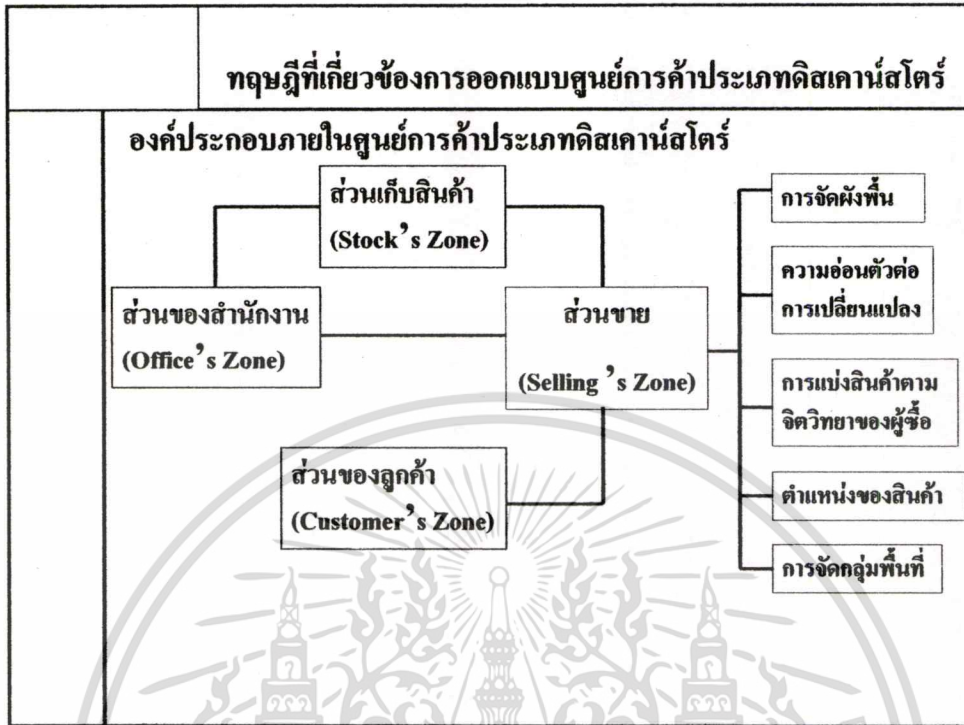 ทฤษฎีที่เกี่ยวข้องการออกแบบศูนย์การค้าประเภทดิสเคาน์สโตร์
องค์ประกอบภายในศูนย์การค้าประเภทดิสเคาน์สโตร์
ส่วนเก็บสินค้า
(Stock's Zone)
ส่วนของสำนักงาน
(Office's Zone)
ส่วนขาย
(Selling 's Zone)
ส่วนของลูกค้า
(Customer's Zone)
การจัดผังพื้น
ความอ่อนตัวต่อ
การเปลี่ยนแปลง
การแบ่งสินค้าตาม
จิตวิทยาของผู้ซื้อ
ตำแหน่งของสินค้า
การจัดกลุ่มพื้นที่